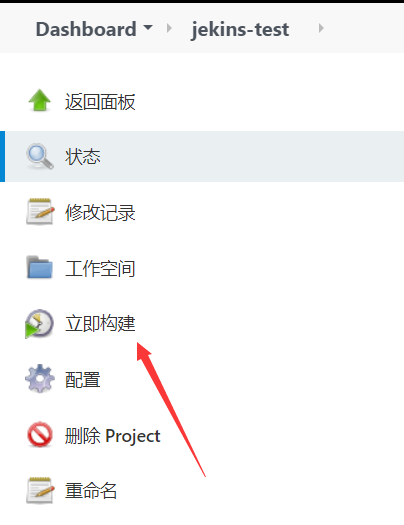 Dashboard jekins-test
返回面板
状态
修改记录
工作空间
立即构建
配置
删除 Project
重命名